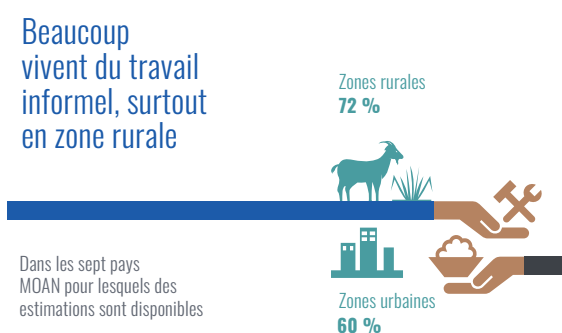 Beaucoup
vivent du travail
informel, surtout
en zone rurale
Zones rurales
72 %
Dans les sept pays
MOAN pour lesquels des
estimations sont disponibles
Zones urbaines
60 %